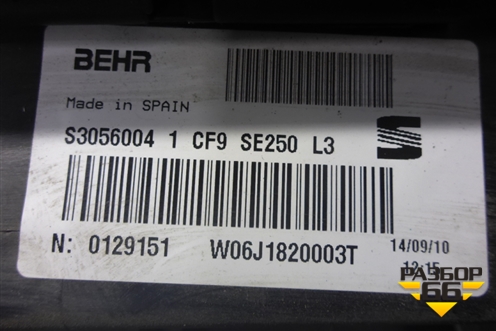 BEHR
Made in SPAIN
S3056004 1 CF9 SE250 L3
N: 0129151 W06J1820003T 14/09/10
12:15
РАЗБОР
66